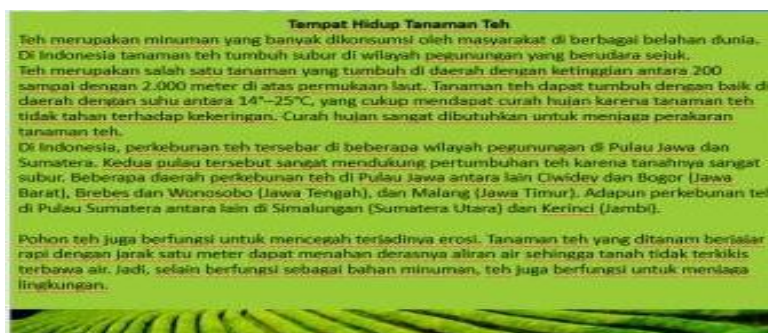 Tempat Hidup Tanaman Teh
Teh merupakan minuman yang banyak dikonsumsi oleh masyarakat di berbagai belahan dunia.
Di Indonesia tanaman teh tumbuh subur di wilayah pegunungan yang berudara sejuk.
Teh merupakan salah satu tanaman yang tumbuh di daerah dengan ketinggian antara 200
sampai dengan 2.000 meter di atas permukaan laut. Tanaman teh dapat tumbuh dengan baik di
daerah dengan suhu antara 14°–25°C, yang cukup mendapat curah hujan karena tanaman teh
tidak tahan terhadap kekeringan. Curah hujan sangat dibutuhkan untuk menjaga perakaran
tanaman teh.
Di Indonesia, perkebunan teh tersebar di beberapa wilayah pegunungan di Pulau Jawa dan
Sumatera. Kedua pulau tersebut sangat mendukung pertumbuhan teh karena tanahnya sangat
subur. Beberapa daerah perkebunan teh di Pulau Jawa antara lain Ciwidey dan Bogor (Jawa
Barat), Brebes dan Wonosobo (Jawa Tengah), dan Malang (Jawa Timur). Adapun perkebunan teh
di Pulau Sumatera antara lain di Simalungan (Sumatera Utara) dan Kerinci (Jambi).
Pohon teh juga berfungsi untuk mencegah terjadinya erosi. Tanaman teh yang ditanam berjajar
rapi dengan jarak satu meter dapat menahan derasnya aliran air sehingga tanah tidak terkikis
terbawa air. Jadi, selain berfungsi sebagai bahan minuman, teh juga berfungsi untuk menjaga
lingkungan.